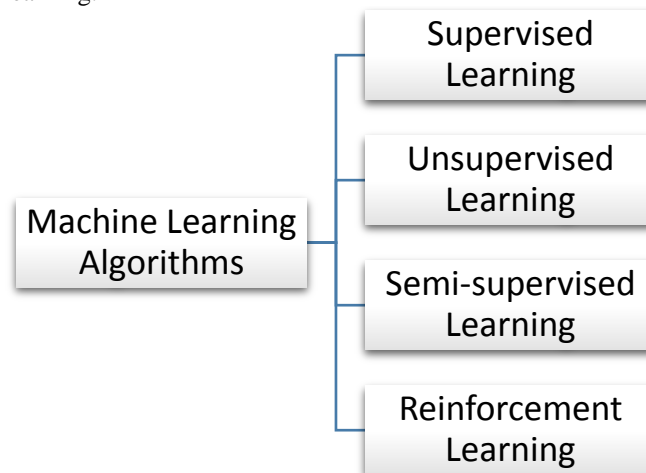 Machine Learning
Algorithms
Supervised
Learning
Unsupervised
Learning
Semi-supervised
Learning
Reinforcement
Learning